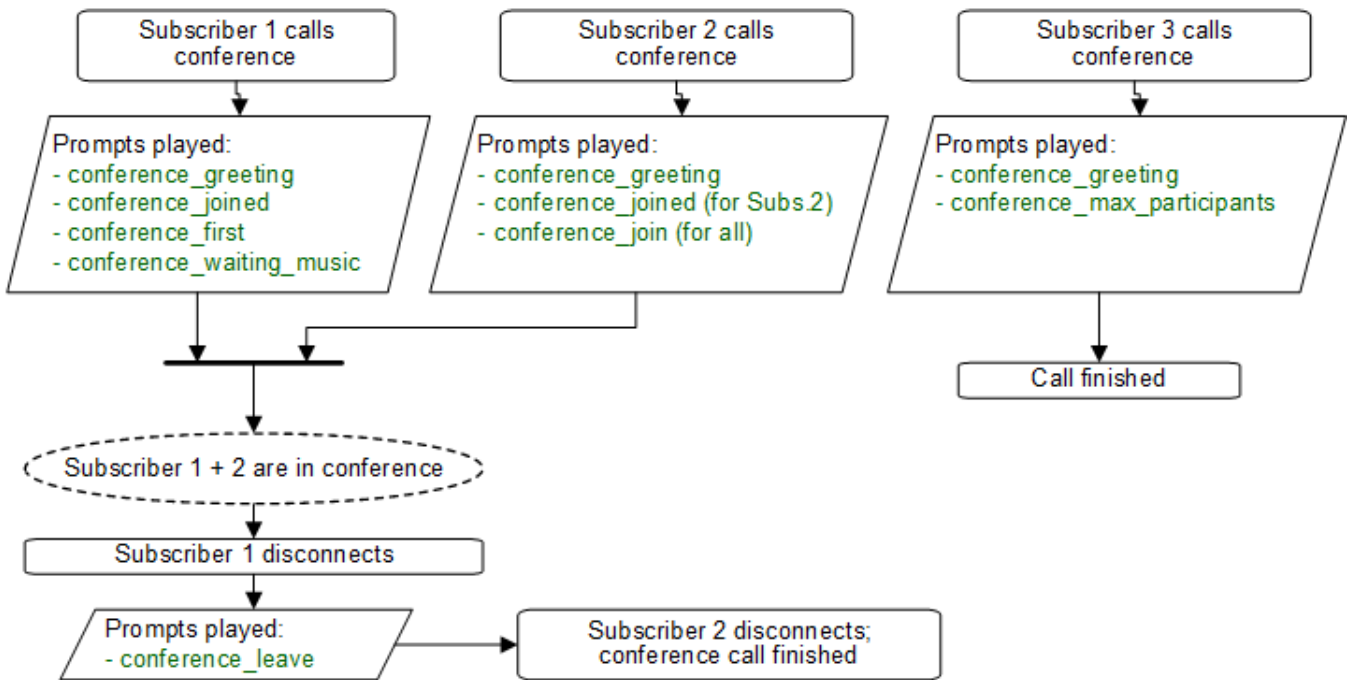 Subscriber 1 calls
conference
Subscriber 2 calls
conference
Subscriber 3 calls
conference
Prompts played:
- conference_greeting
- conference_joined
- conference_first
- conference_waiting_music
Prompts played:
- conference_greeting
- conference_joined (for Subs.2)
- conference_join (for all)
Prompts played:
- conference_greeting
- conference_max_participants
Call finished
Subscriber 1 + 2 are in conference
Subscriber 1 disconnects
Prompts played:
- conference_leave
Subscriber 2 disconnects;
conference call finished